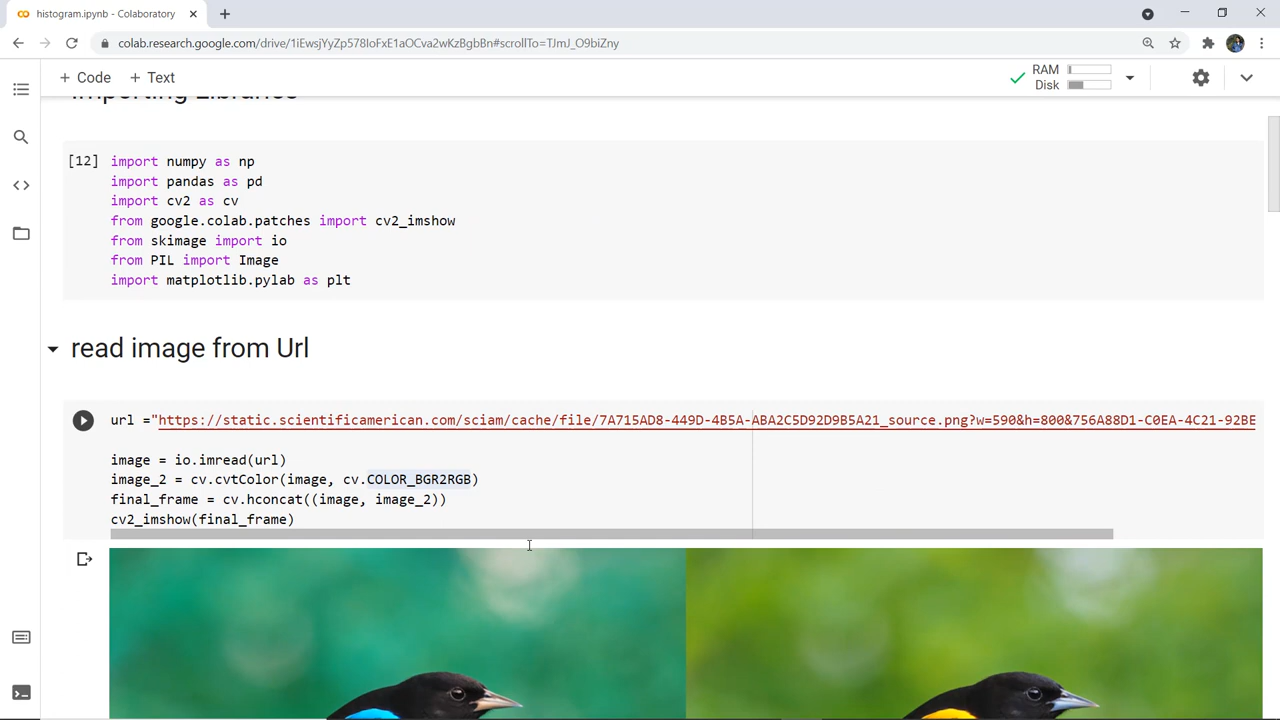 histogram.ipynb - Colaboratory
colab.research.google.com/drive/1iEwsjYyZp578IoFxE1aOCva2wKzBgbBn#scrollTo=TJmJ_O9biZny
+ Code + Text
RAM
Disk
Importing Libraries
[12] import numpy as np
import pandas as pd
import cv2 as cv
from google.colab.patches import cv2_imshow
from skimage import io
from PIL import Image
import matplotlib.pylab as plt
read image from Url
url ="https://static.scientificamerican.com/sciam/cache/file/7A715AD8-449D-4B5A-ABA2C5D92D9B5A21_source.png?w=590&h=800&756A88D1-C0EA-4C21-92BE
image = io.imread(url)
image_2 = cv.cvtColor(image, cv.COLOR_BGR2RGB)
final_frame = cv.hconcat((image, image_2))
cv2_imshow(final_frame)